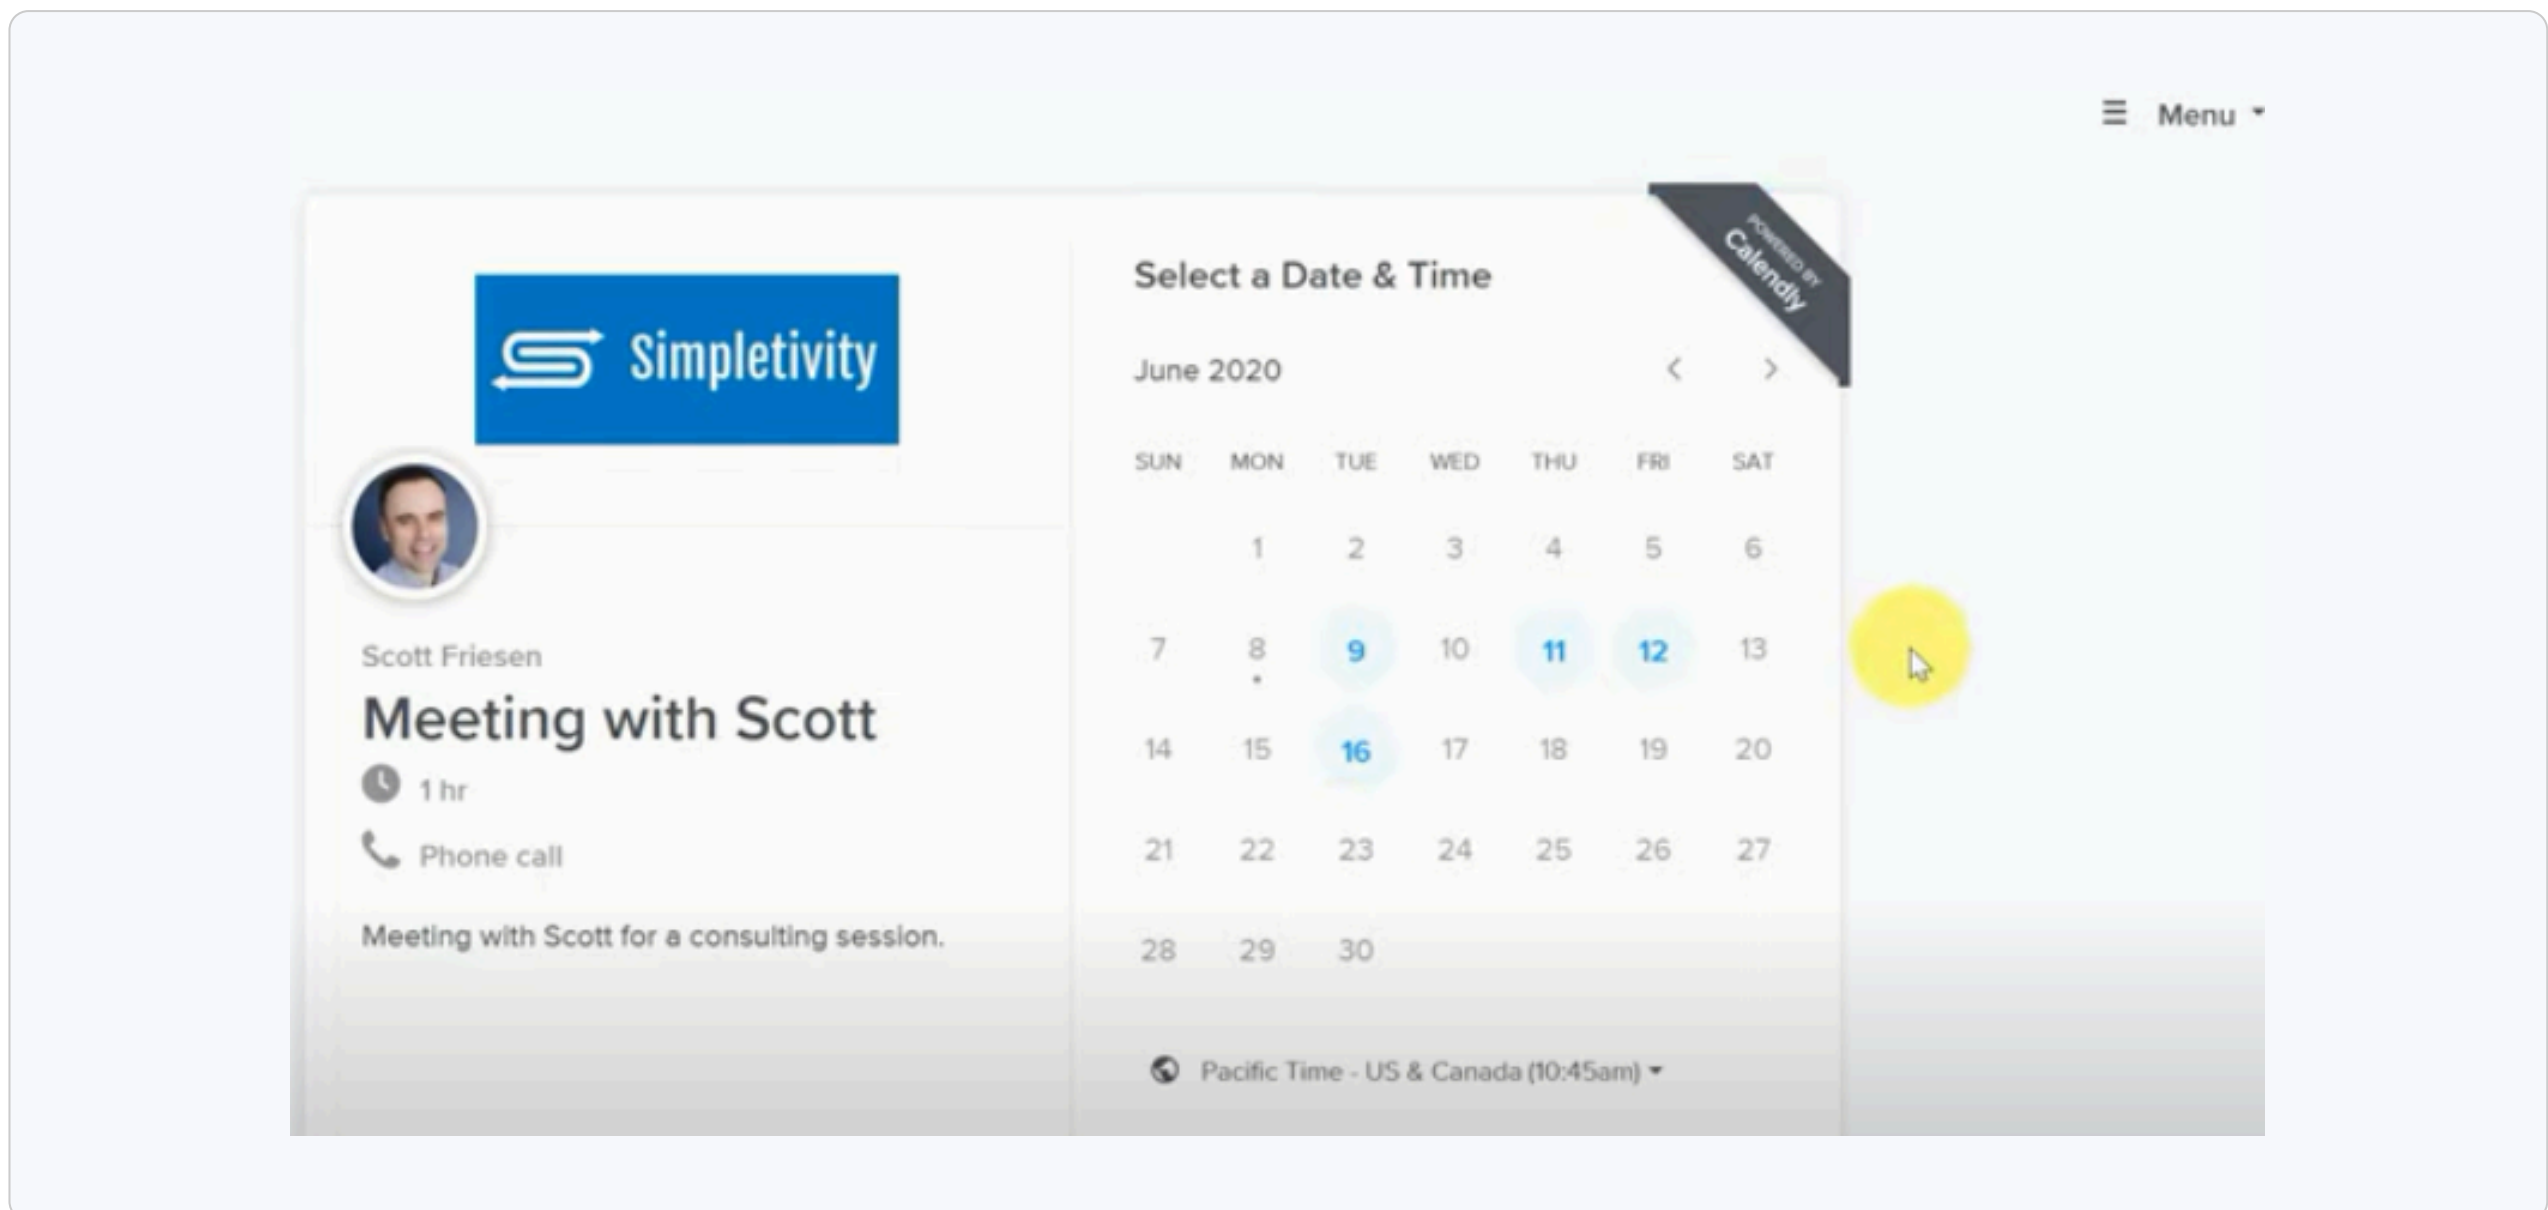 Menu
POWERED BY
Calendly
Simpletivity
Scott Friesen
Meeting with Scott
1 hr
Phone call
Meeting with Scott for a consulting session.
Select a Date & Time
June 2020
SUN MON TUE WED THU FRI SAT
1 2 3 4 5 6
7 8 9 10 11 12 13
14 15 16 17 18 19 20
21 22 23 24 25 26 27
28 29 30
Pacific Time - US & Canada (10:45am)